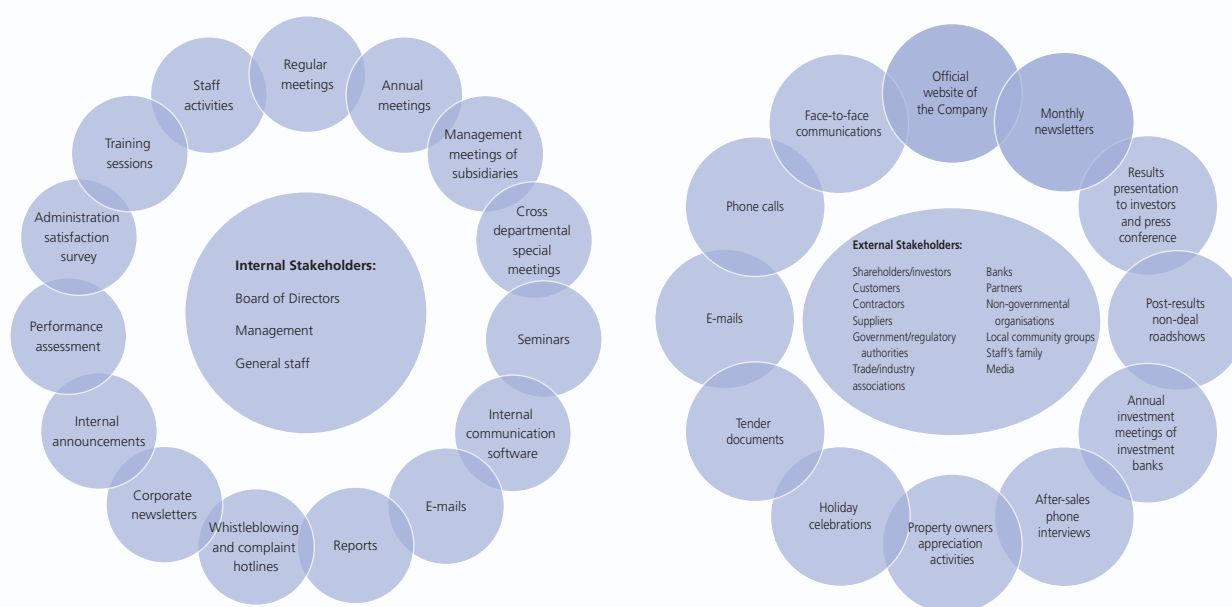 Regular
meetings
Annual
meetings
Management
meetings of
subsidiaries
Cross
departmental
special
meetings
Seminars
Internal
communication
software
E-mails
Reports
Whistleblowing
and complaint
hotlines
Corporate
newsletters
Internal
announcements
Performance
assessment
Administration
satisfaction
survey
Training
sessions
Staff
activities
Internal Stakeholders:
Board of Directors
Management
General staff
Official
website of
the Company
Monthly
newsletters
Results
presentation
to investors
and press
conference
Post-results
non-deal
roadshows
Annual
investment
meetings of
investment
banks
After-sales
phone
interviews
Property owners
appreciation
activities
Holiday
celebrations
Tender
documents
E-mails
Phone calls
Face-to-face
communications
External Stakeholders:
Shareholders/investors
Customers
Contractors
Suppliers
Government/regulatory
authorities
Trade/industry
associations
Banks
Partners
Non-governmental
organisations
Local community groups
Staff's family
Media